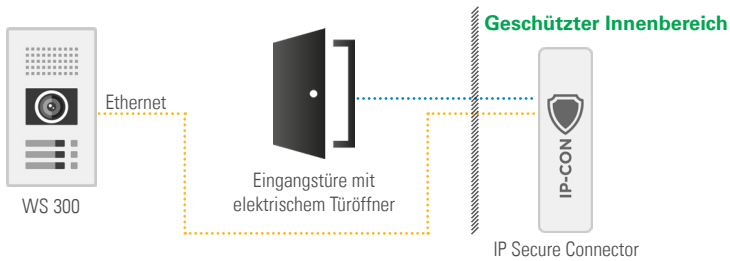 Geschützter Innenbereich
Ethernet
WS 300
Eingangstüre mit
elektrischem Türöffner
IP-CON
IP Secure Connector